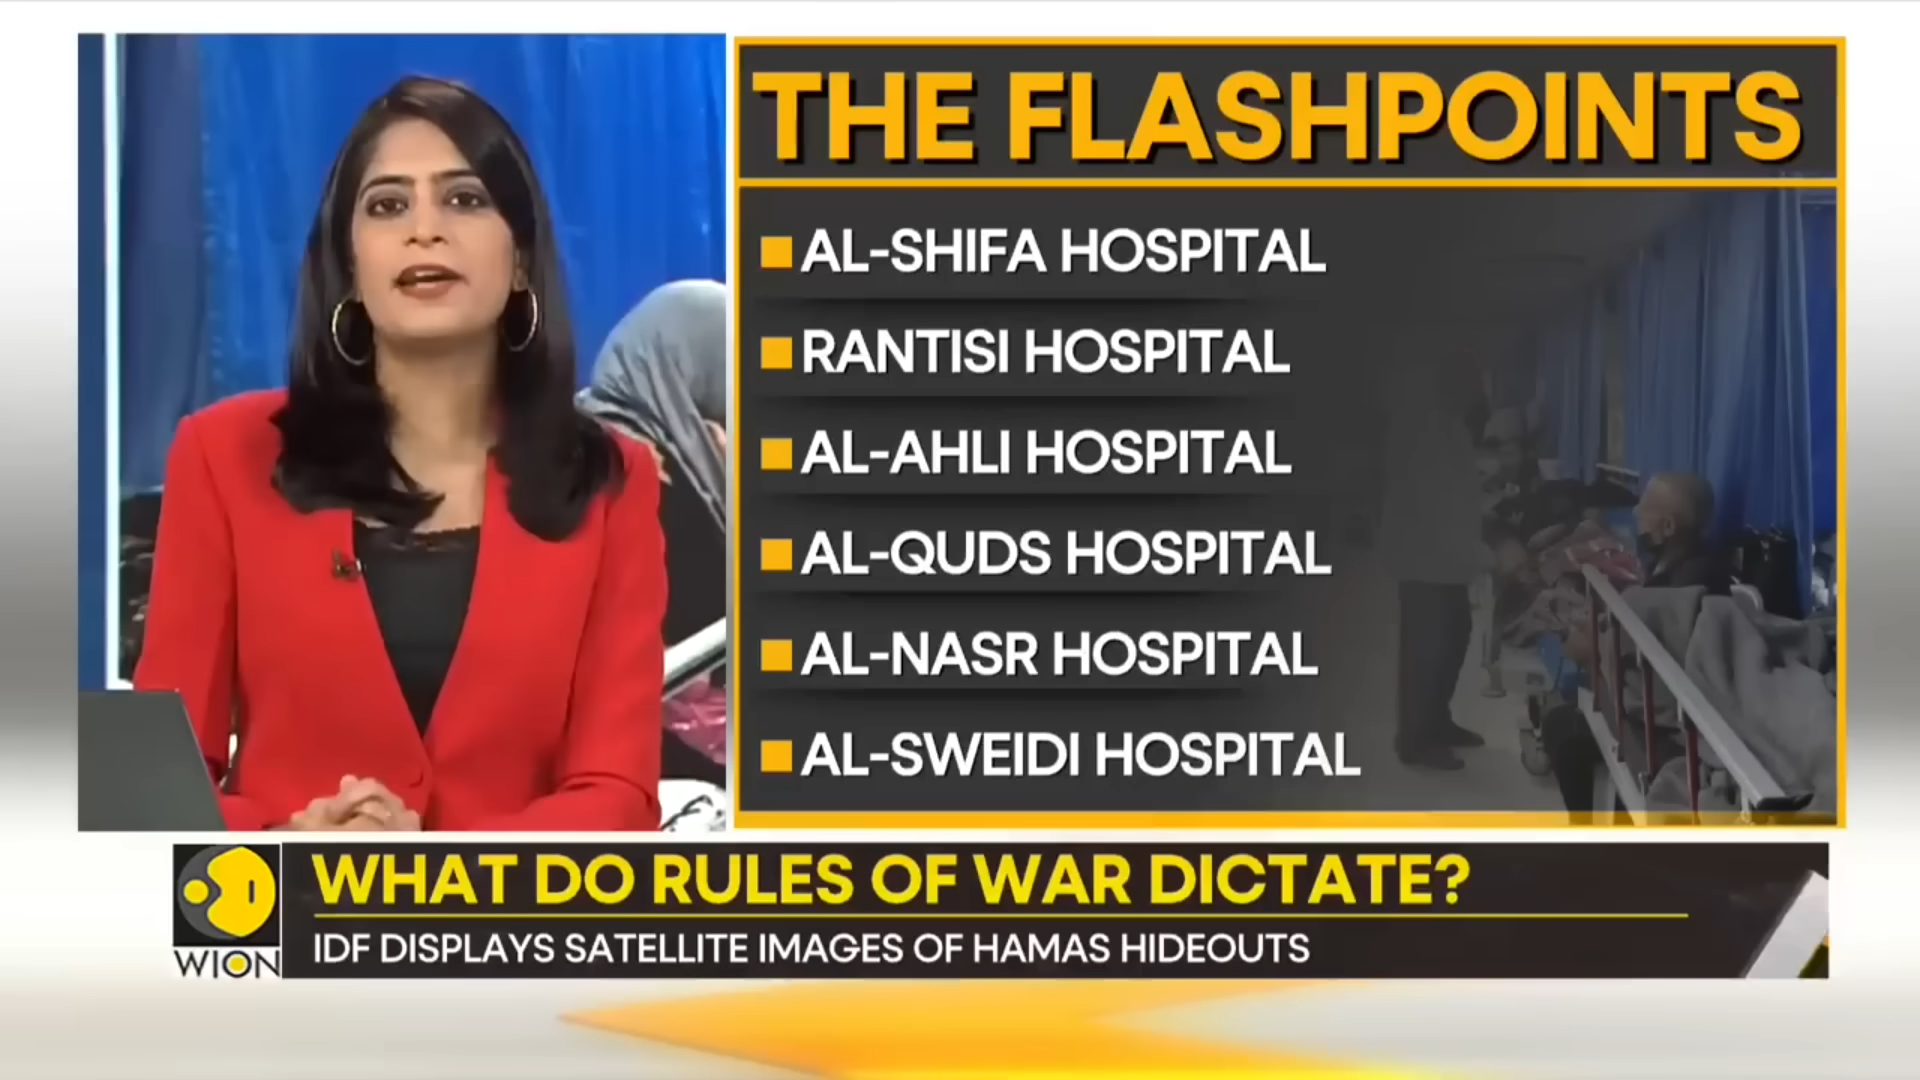 THE FLASHPOINTS
AL-SHIFA HOSPITAL
RANTISI HOSPITAL
AL-AHLI HOSPITAL
AL-QUDS HOSPITAL
AL-NASR HOSPITAL
AL-SWEIDI HOSPITAL
WHAT DO RULES OF WAR DICTATE?
IDF DISPLAYS SATELLITE IMAGES OF HAMAS HIDEOUTS
WION